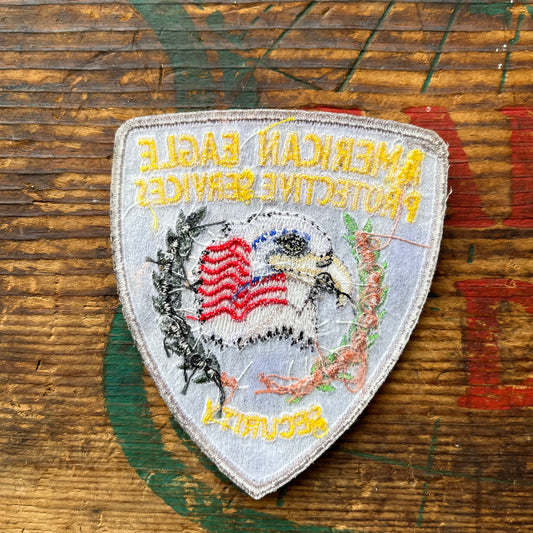 AMERICAN EAGLE
PROTECTIVE SERVICES
SECURITY